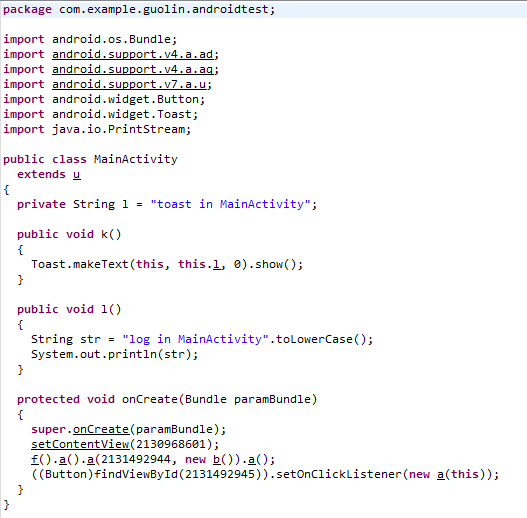 package com.example.guolin.androidtest;
import android.os.Bundle;
import android.support.v4.a.ad;
import android.support.v4.a.aq;
import android.support.v7.a.u;
import android.widget.Button;
import android.widget.Toast;
import java.io.PrintStream;
public class MainActivity
extends u
{
private String l = "toast in MainActivity";
public void k()
{
Toast.makeText(this, this.l, 0).show();
}
public void l()
{
String str = "log in MainActivity".toLowerCase();
System.out.println(str);
}
protected void onCreate(Bundle paramBundle)
{
super.onCreate(paramBundle);
setContentView(2130968601);
f().a().a(2131492944, new b()).a();
((Button)findViewById(2131492945)).setOnClickListener(new a(this));
}
}